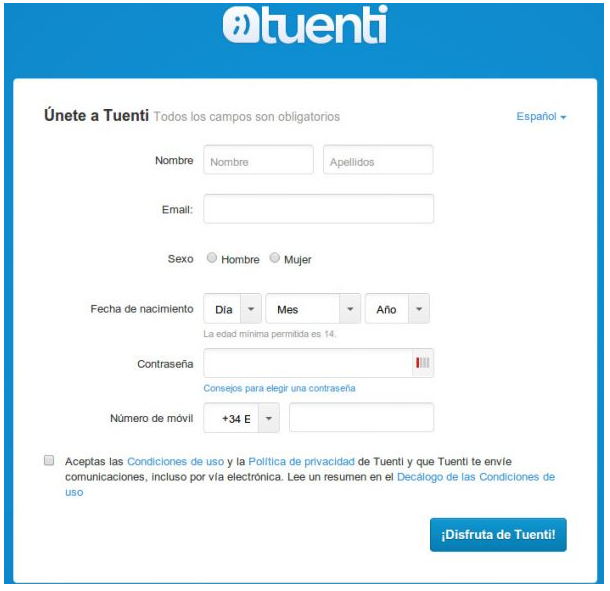 tuenti
Únete a Tuenti Todos los campos son obligatorios Español
Nombre Nombre Apellidos
Email:
Sexo Hombre Mujer
Fecha de nacimiento Día Mes Año
La edad mínima permitida es 14.
Contraseña
Consejos para elegir una contraseña
Número de móvil +34 E
Aceptas las Condiciones de uso y la Política de privacidad de Tuenti y que Tuenti te envíe
comunicaciones, incluso por vía electrónica. Lee un resumen en el Decálogo de las Condiciones de
uso
¡Disfruta de Tuenti!